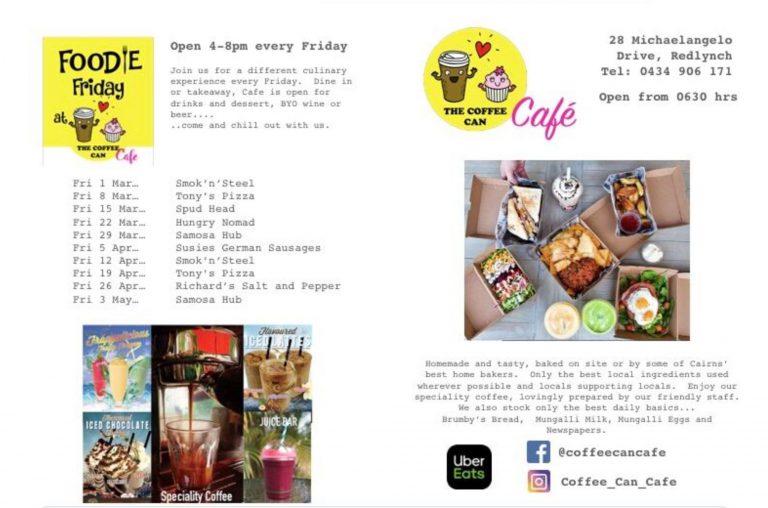 FOODIE
Friday
at
THE COFFEE
CAN
Café
Open 4-8pm every Friday
Join us for a different culinary
experience every Friday. Dine in
or takeaway, Cafe is open for
drinks and dessert, BYO wine or
beer....
..come and chill out with us.
Fri 1 Mar… Smok'n'Steel
Fri 8 Mar… Tony's Pizza
Fri 15 Mar… Spud Head
Fri 22 Mar… Hungry Nomad
Fri 29 Mar… Samosa Hub
Fri 5 Apr… Susies German Sausages
Fri 12 Apr… Smok'n'Steel
Fri 19 Apr… Tony's Pizza
Fri 26 Apr… Richard's Salt and Pepper
Fri 3 May… Samosa Hub
Flavoured
ICED LATTES
ICED CHOCOLATE
JUICE BAR
Speciality Coffee
THE COFFEE
CAN
Café
28 Michaelangelo
Drive, Redlynch
Tel: 0434 906 171
Open from 0630 hrs
Homemade and tasty, baked on site or by some of Cairns'
best home bakers. Only the best local ingredients used
wherever possible and locals supporting locals. Enjoy our
speciality coffee, lovingly prepared by our friendly staff.
We also stock only the best daily basics...
Brumby's Bread, Mungalli Milk, Mungalli Eggs and
Newspapers.
Uber
Eats
@coffeecancafe
Coffee_Can_Cafe